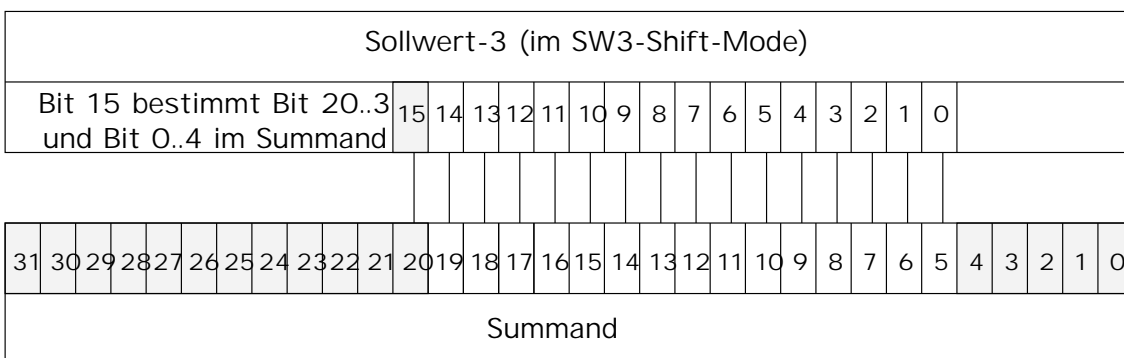 Sollwert-3 (im SW3-Shift-Mode)
Bit 15 bestimmt Bit 20..3
und Bit 0..4 im Summand
15 14 13 12 11 10 9 8 7 6 5 4 3 2 1 0
31 30 29 28 27 26 25 24 23 22 21 20 19 18 17 16 15 14 13 12 11 10 9 8 7 6 5 4 3 2 1 0
Summand